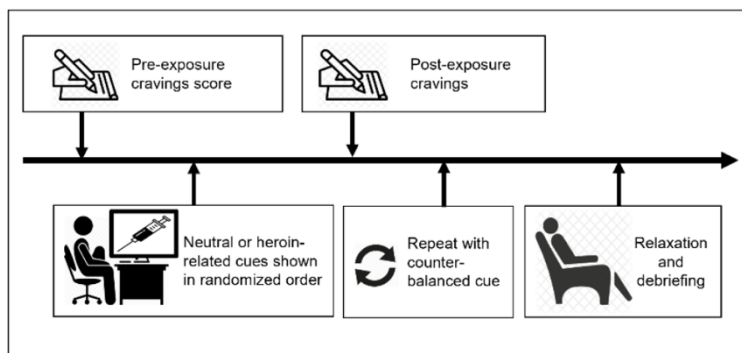 Pre-exposure
cravings score
Post-exposure
cravings
Neutral or heroin-
related cues shown
in randomized order
Repeat with
counter-
balanced cue
Relaxation
and
debriefing